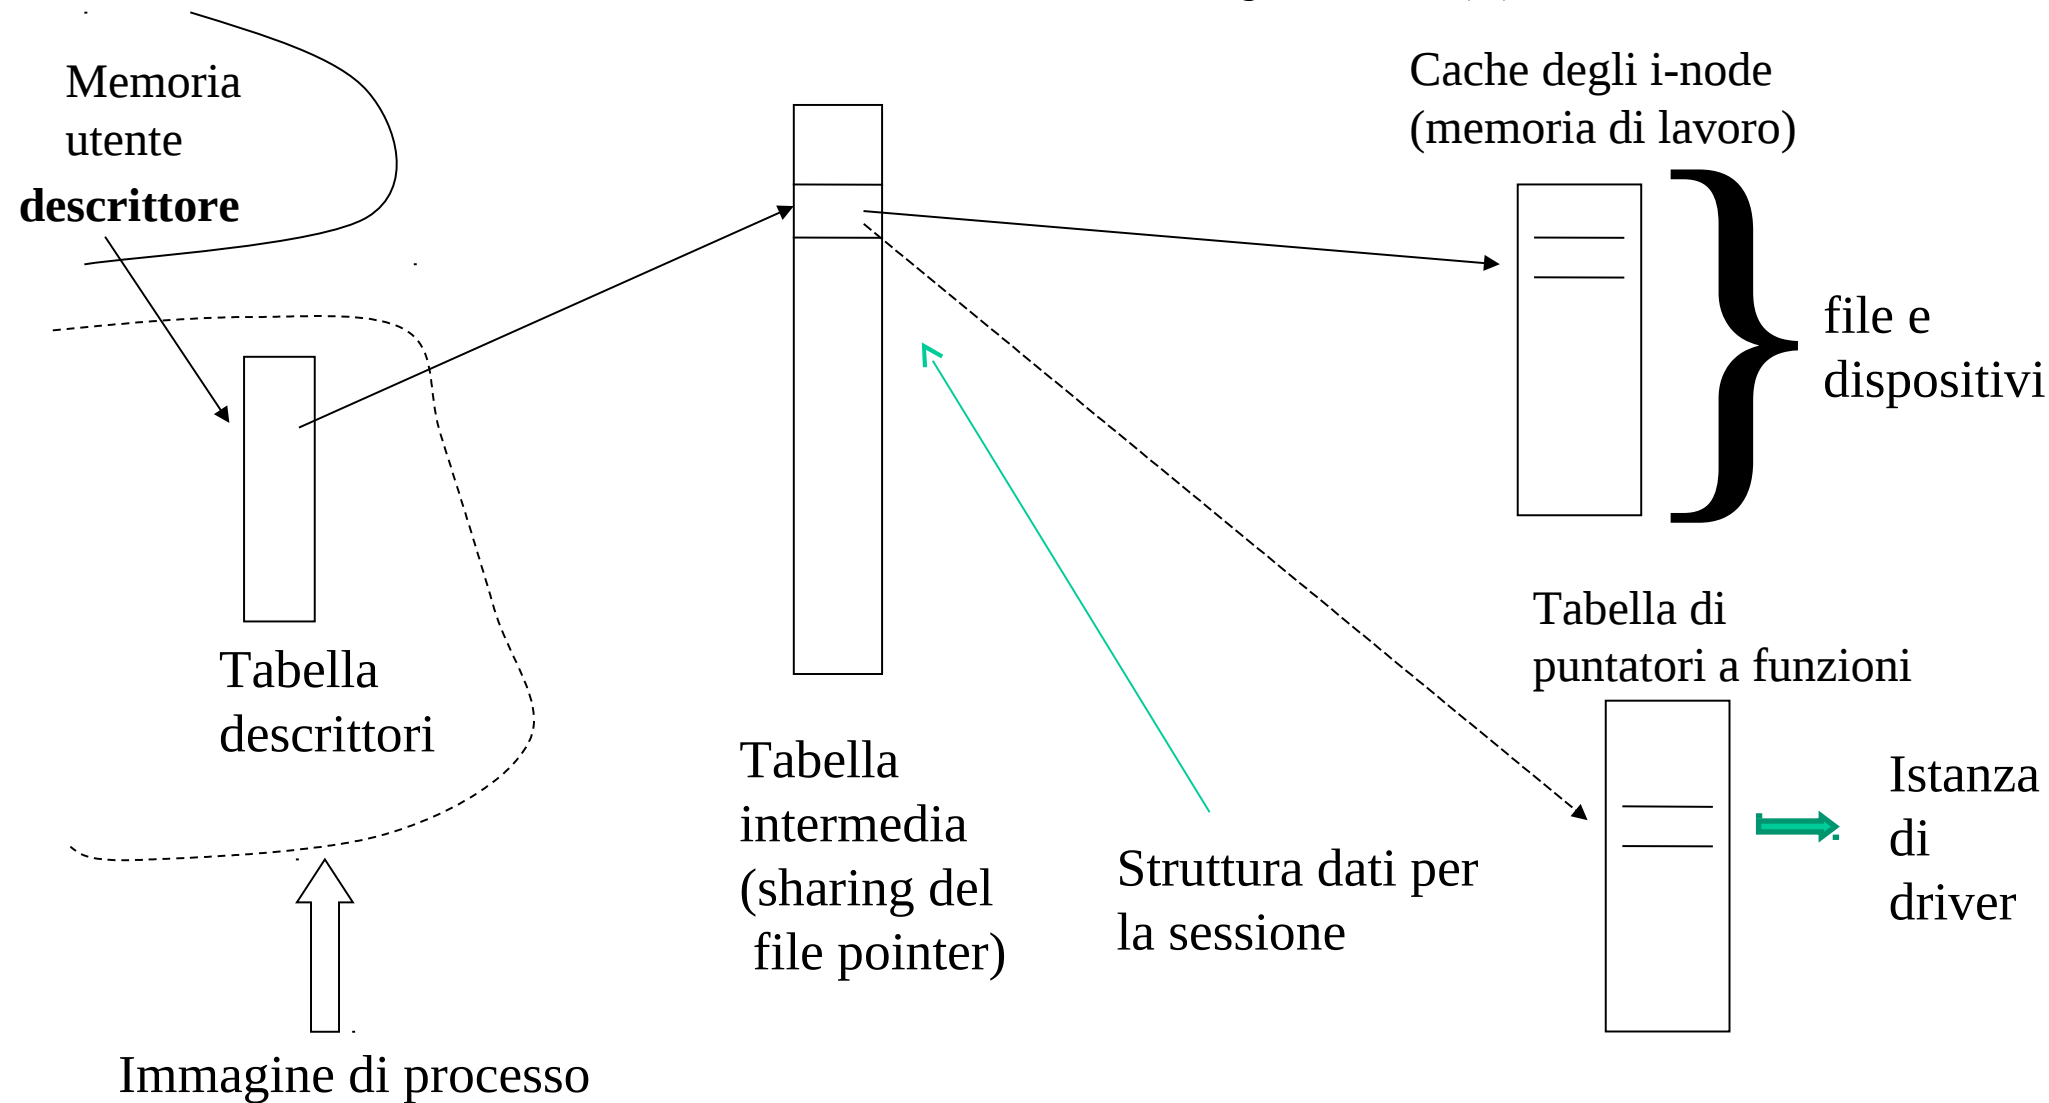 Memoria
utente
descrittore
Cache degli i-node
(memoria di lavoro)
file e
dispositivi
Tabella
descrittori
Tabella di
puntatori a funzioni
Tabella
intermedia
(sharing del
file pointer)
Struttura dati per
la sessione
Istanza
di
driver
Immagine di processo